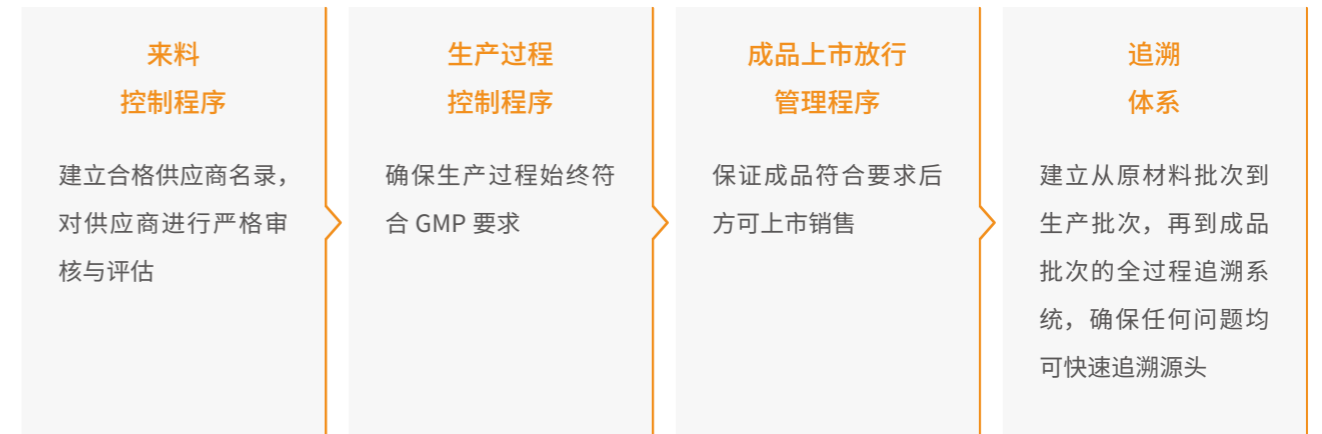 来料
控制程序
建立合格供应商名录，
对供应商进行严格审
核与评估
生产过程
控制程序
确保生产过程始终符
合 GMP 要求
成品上市放行
管理程序
保证成品符合要求后
方可上市销售
追溯
体系
建立从原材料批次到
生产批次，再到成品
批次的全过程追溯系
统，确保任何问题均
可快速追溯源头